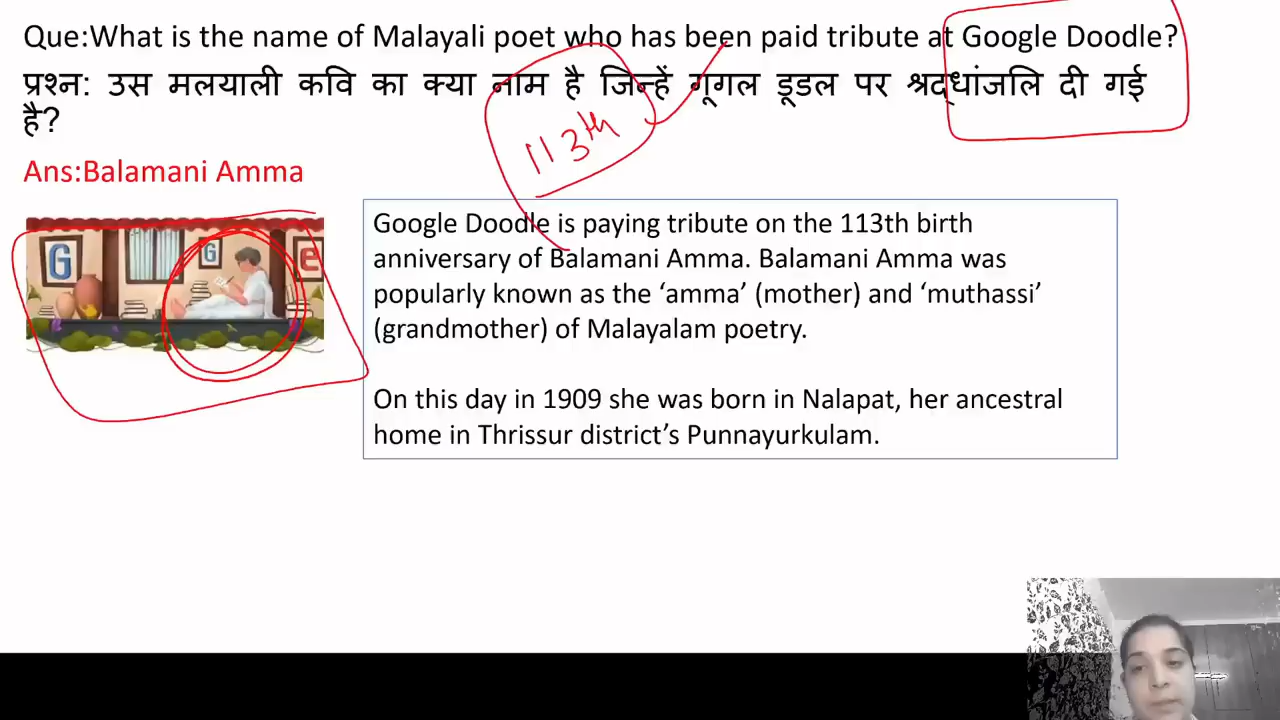 Que:What is the name of Malayali poet who has been paid tribute at Google Doodle?
प्रश्न: उस मलयाली कवि का क्या नाम है जिन्हें गूगल डूडल पर श्रद्धांजलि दी गई
है?
113th
Ans:Balamani Amma
G G e
Google Doodle is paying tribute on the 113th birth
anniversary of Balamani Amma. Balamani Amma was
popularly known as the ‘amma’ (mother) and ‘muthassi’
(grandmother) of Malayalam poetry.
On this day in 1909 she was born in Nalapat, her ancestral
home in Thrissur district’s Punnayurkulam.